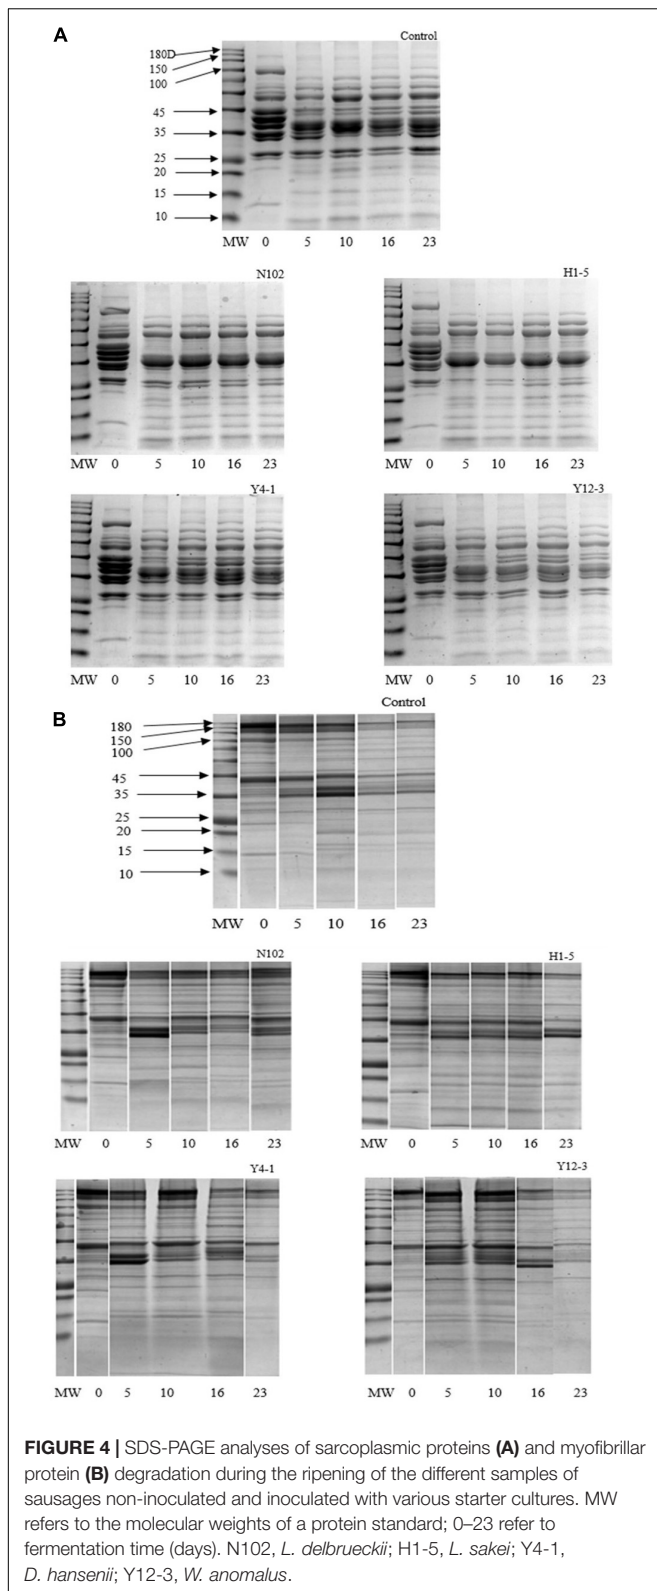 A
Control
180D
150
100
45
35
25
20
15
10
MW 0 5 10 16 23
N102
H1-5
MW 0 5 10 16 23
MW 0 5 10 16 23
Y4-1
Y12-3
MW 0 5 10 16 23
MW 0 5 10 16 23
B
Control
180
150
100
45
35
25
20
15
10
MW 0 5 10 16 23
N102
H1-5
MW 0 5 10 16 23
MW 0 5 10 16 23
Y4-1
Y12-3
MW 0 5 10 16 23
MW 0 5 10 16 23
FIGURE 4 | SDS-PAGE analyses of sarcoplasmic proteins (A) and myofibrillar
protein (B) degradation during the ripening of the different samples of
sausages non-inoculated and inoculated with various starter cultures. MW
refers to the molecular weights of a protein standard; 0–23 refer to
fermentation time (days). N102, L. delbrueckii; H1-5, L. sakei; Y4-1,
D. hansenii; Y12-3, W. anomalus.